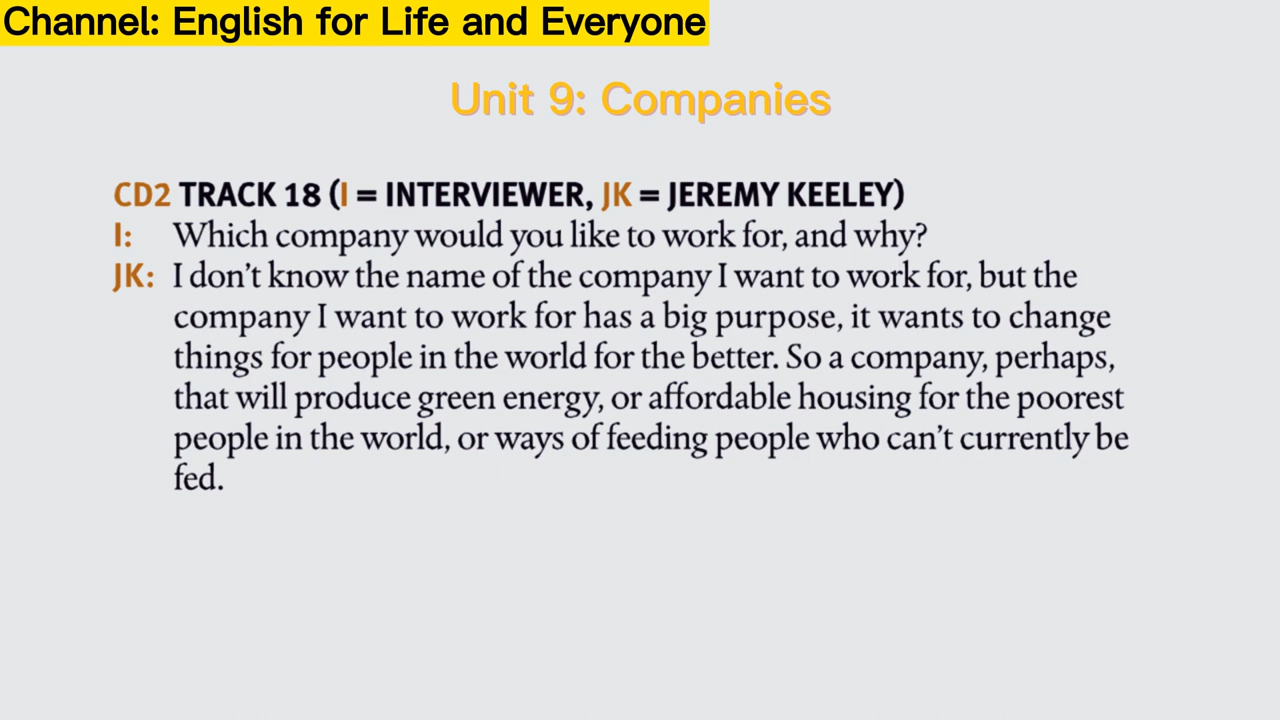 Channel: English for Life and Everyone
Unit 9: Companies
CD2 TRACK 18 (I = INTERVIEWER, JK = JEREMY KEELEY)
I: Which company would you like to work for, and why?
JK: I don't know the name of the company I want to work for, but the
company I want to work for has a big purpose, it wants to change
things for people in the world for the better. So a company, perhaps,
that will produce green energy, or affordable housing for the poorest
people in the world, or ways of feeding people who can't currently be
fed.